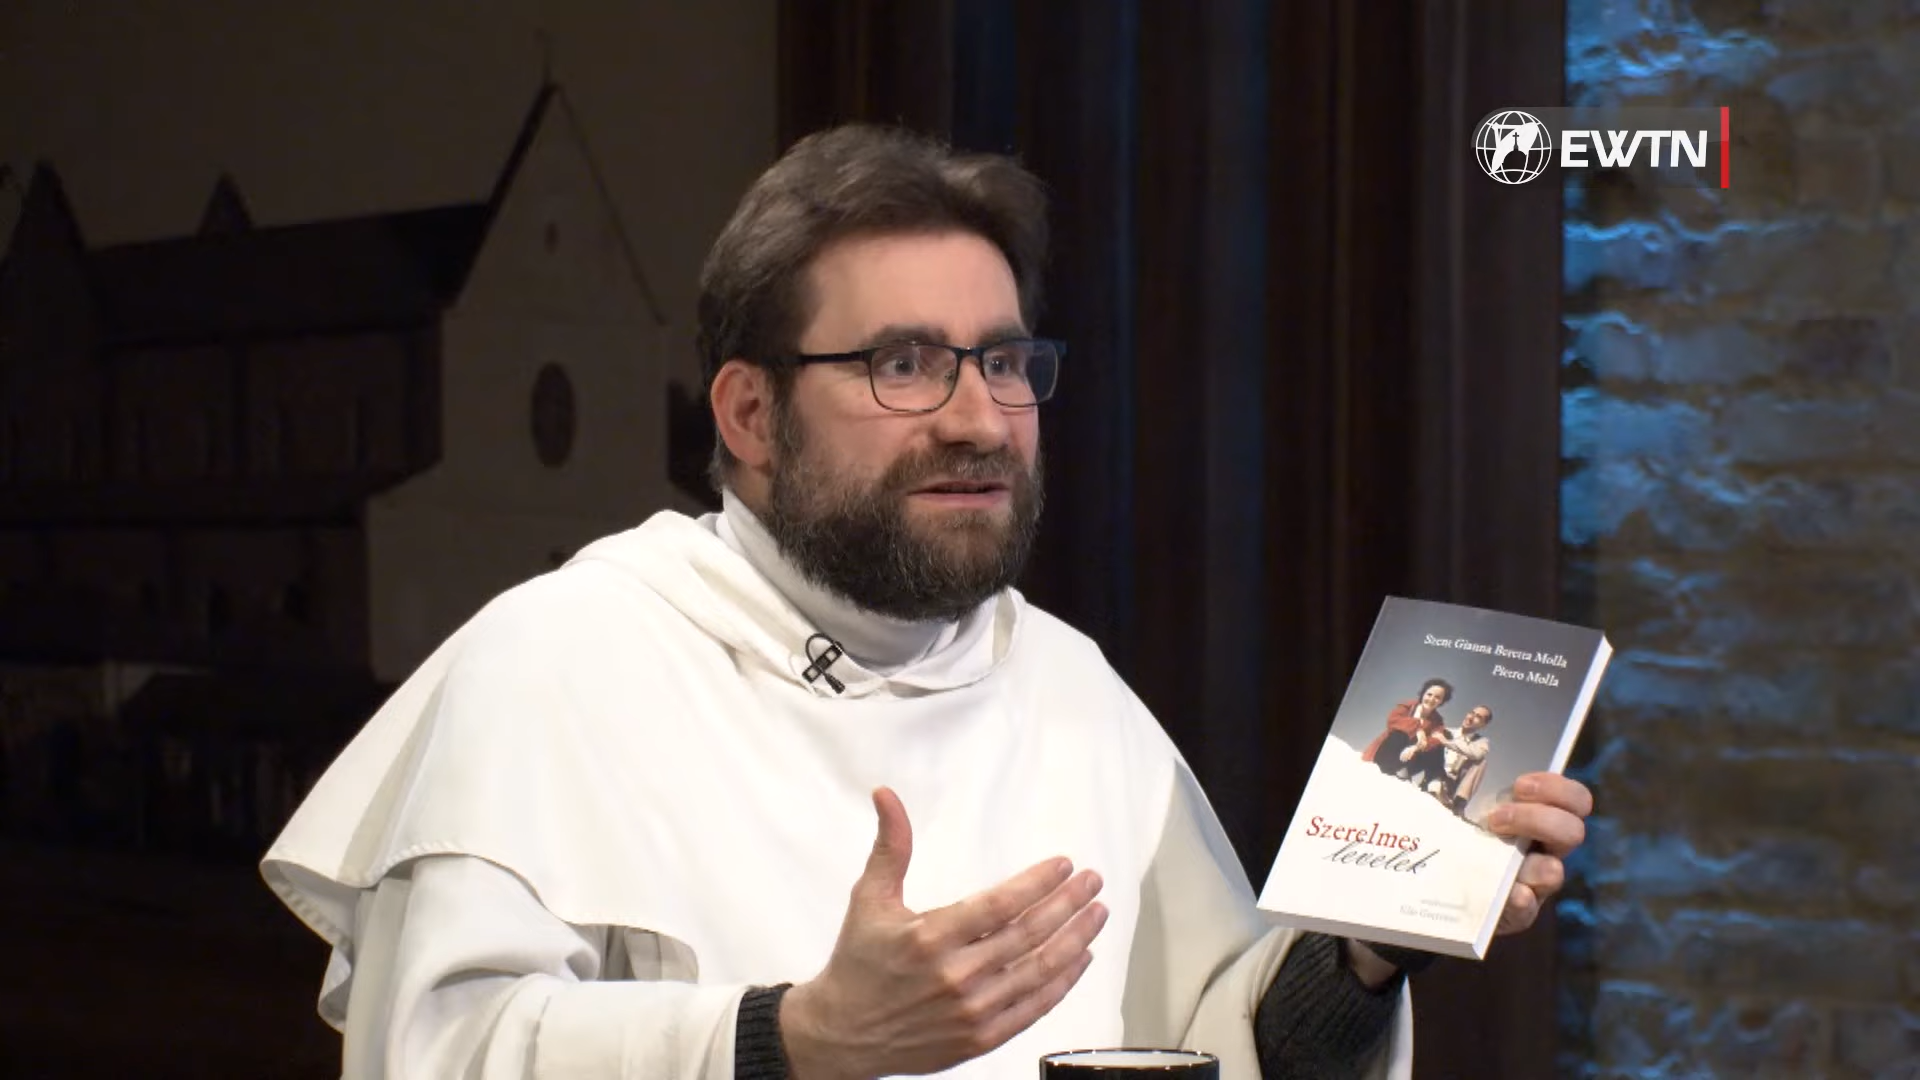 EWTN
Szent Gianna Beretta Molla
Pietro Molla
Szerelmes
levelek